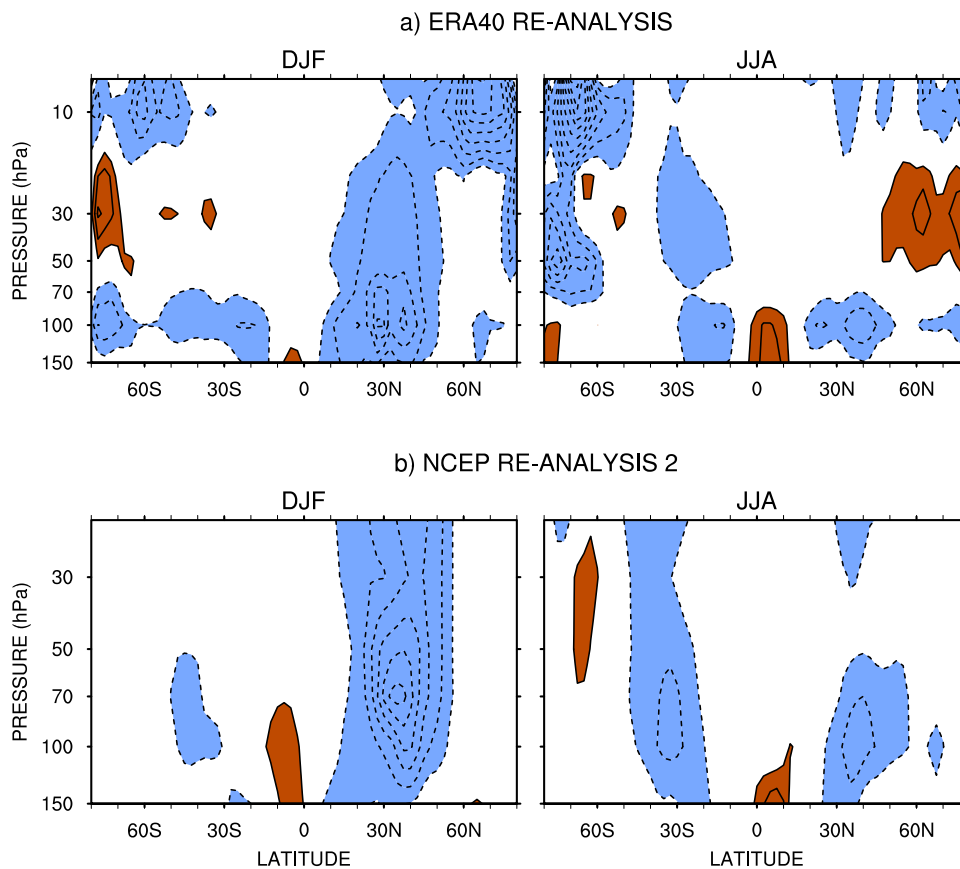 a) ERA40 RE-ANALYSIS
DJF
JJA
PRESSURE (hPa)
10
30
50
70
100
150
60S 30S 0 30N 60N
60S 30S 0 30N 60N
b) NCEP RE-ANALYSIS 2
DJF
JJA
PRESSURE (hPa)
30
50
70
100
150
60S 30S 0 30N 60N
60S 30S 0 30N 60N
LATITUDE
LATITUDE